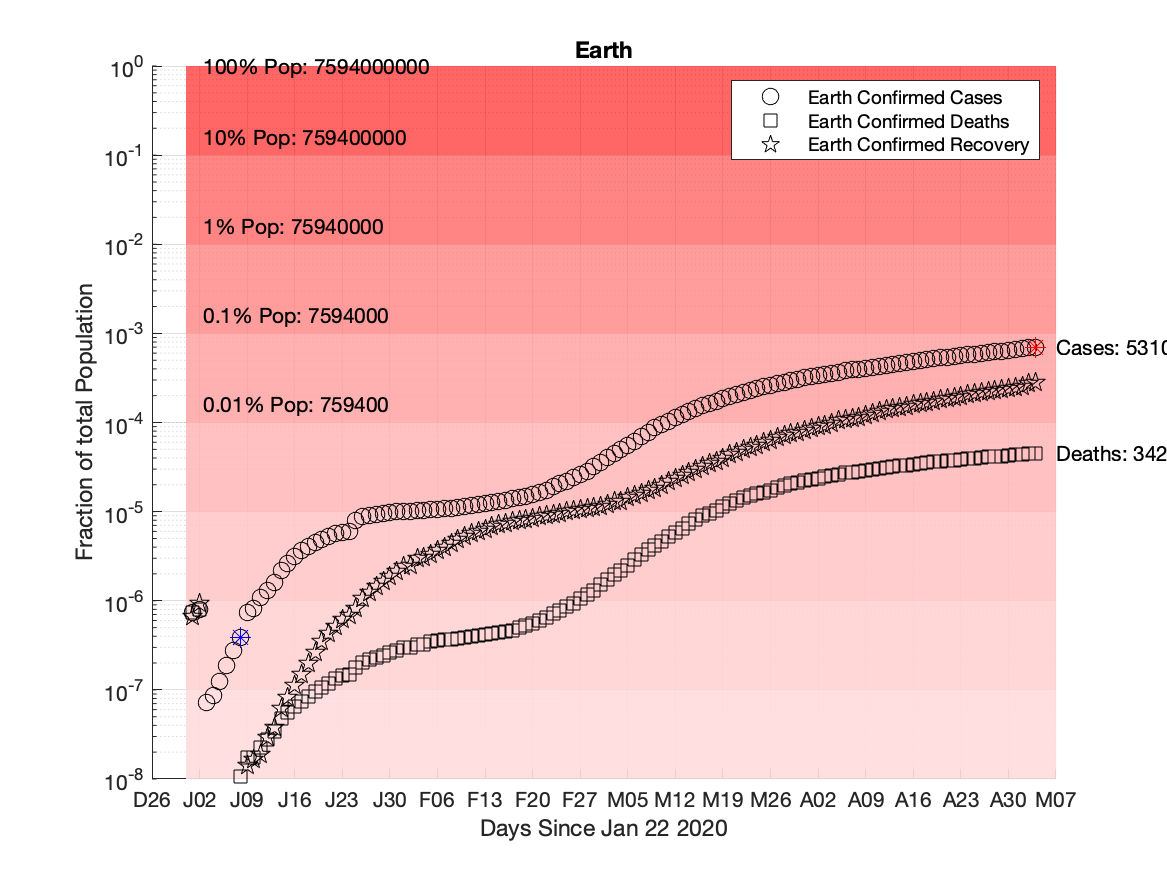 Earth
10^0
100% Pop: 7594000000
Earth Confirmed Cases
Earth Confirmed Deaths
Earth Confirmed Recovery
10% Pop: 759400000
10^-1
1% Pop: 75940000
10^-2
0.1% Pop: 7594000
10^-3
Cases: 5310
0.01% Pop: 759400
10^-4
Deaths: 342
10^-5
10^-6
10^-7
10^-8
Fraction of total Population
D26 J02 J09 J16 J23 J30 F06 F13 F20 F27 M05 M12 M19 M26 A02 A09 A16 A23 A30 M07
Days Since Jan 22 2020